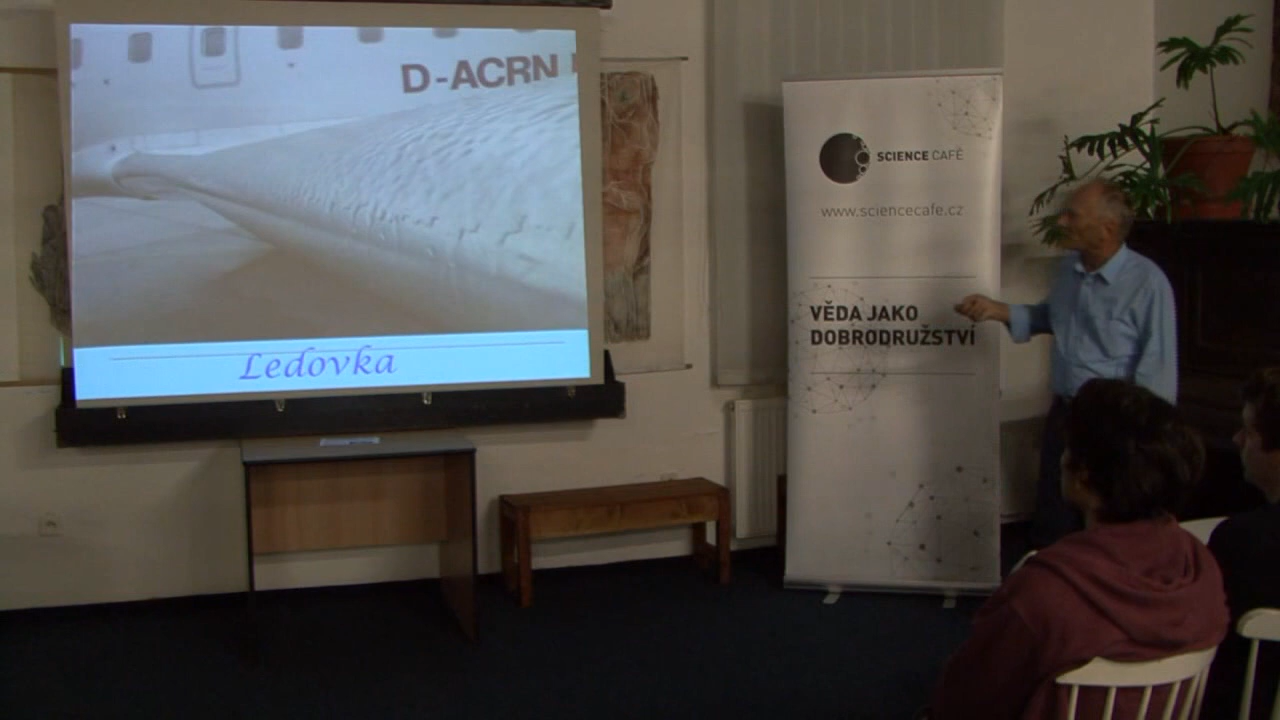 D-ACRN
Ledovka
SCIENCE CAFÉ
www.sciencecafe.cz
VĚDA JAKO
DOBRODRUŽSTVÍ